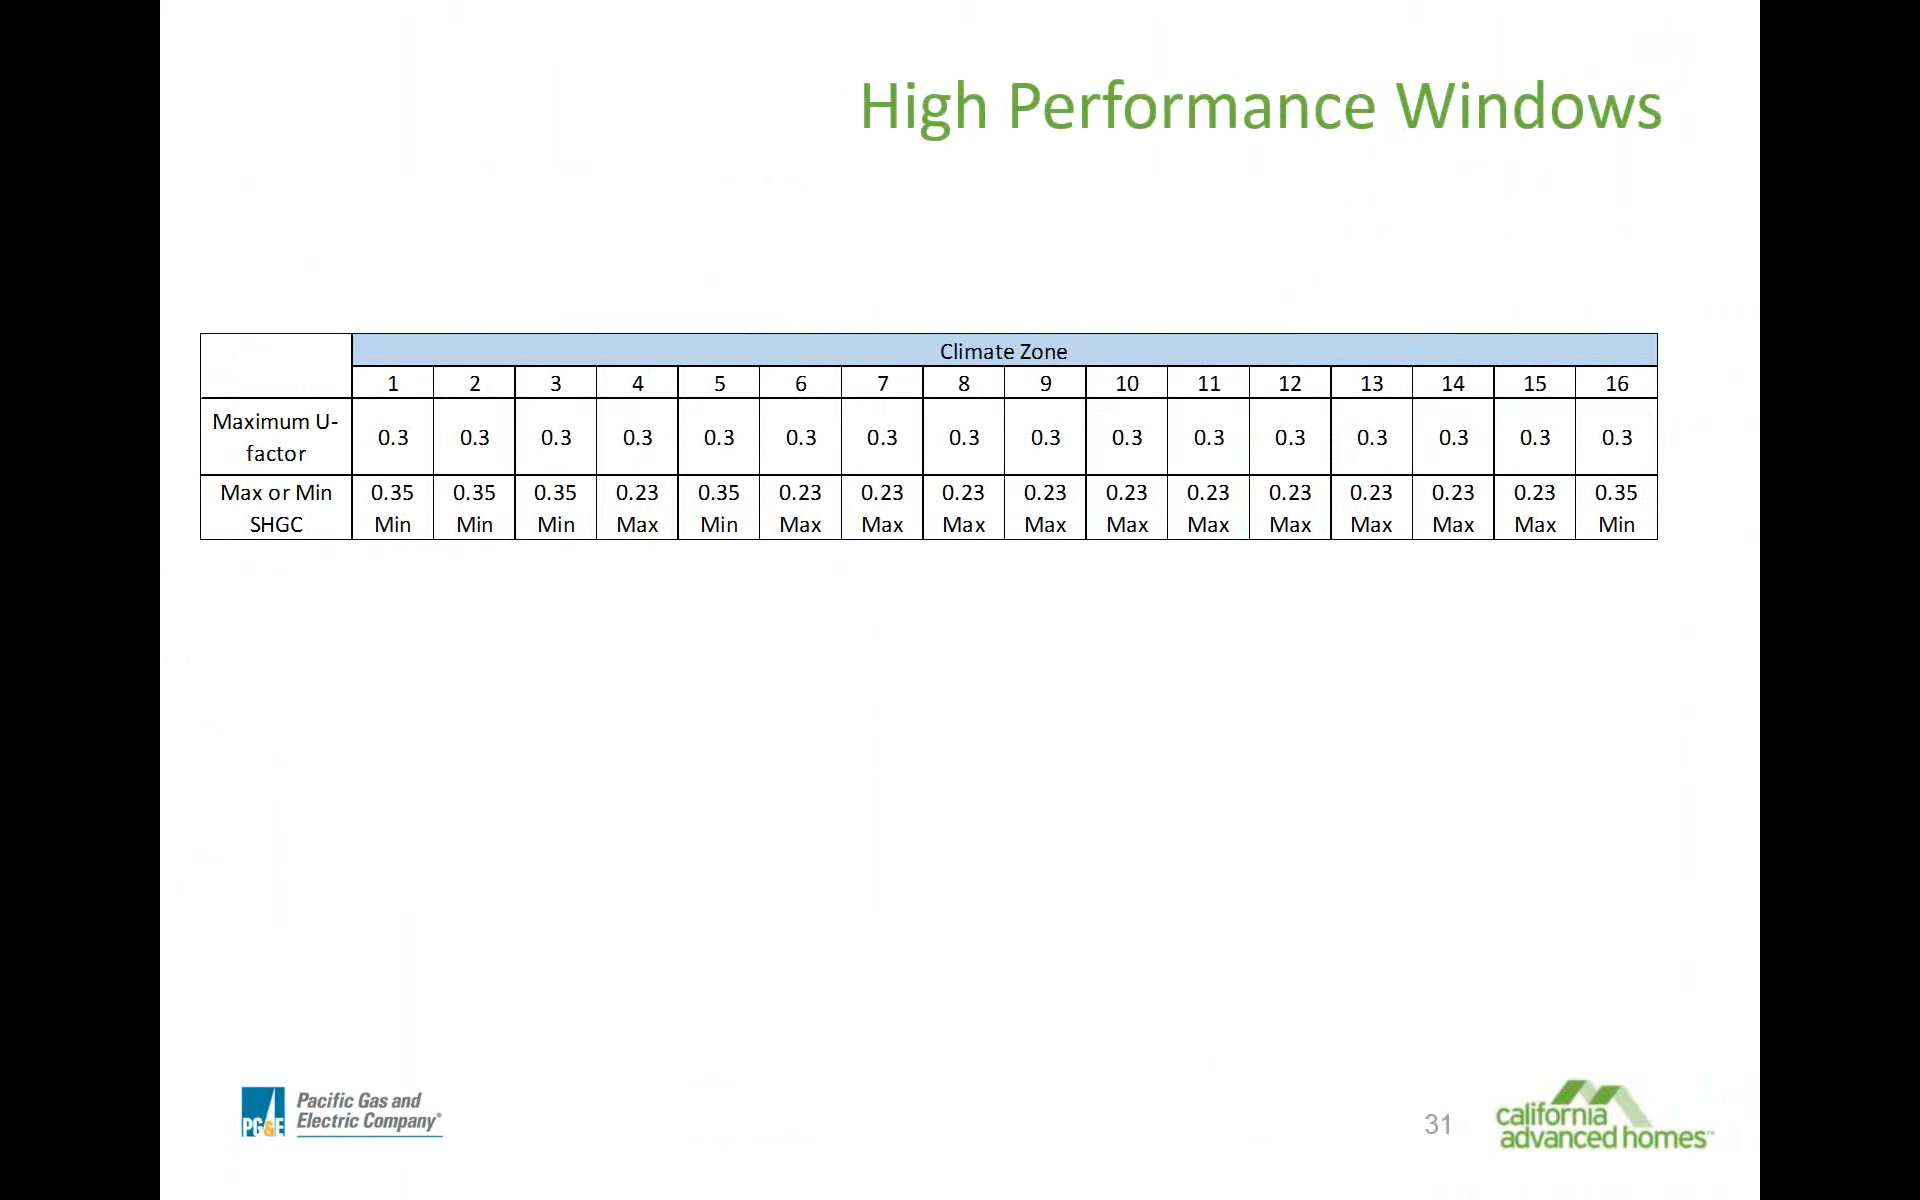 High Performance Windows
Climate Zone
1 2 3 4 5 6 7 8 9 10 11 12 13 14 15 16
Maximum U-
factor
0.3 0.3 0.3 0.3 0.3 0.3 0.3 0.3 0.3 0.3 0.3 0.3 0.3 0.3 0.3 0.3
Max or Min
SHGC
0.35 0.35 0.35 0.23 0.35 0.23 0.23 0.23 0.23 0.23 0.23 0.23 0.23 0.23 0.23 0.35
Min Min Min Max Min Max Max Max Max Max Max Max Max Max Max Min
PG&E
Pacific Gas and
Electric Company®
31
california
advanced homes™